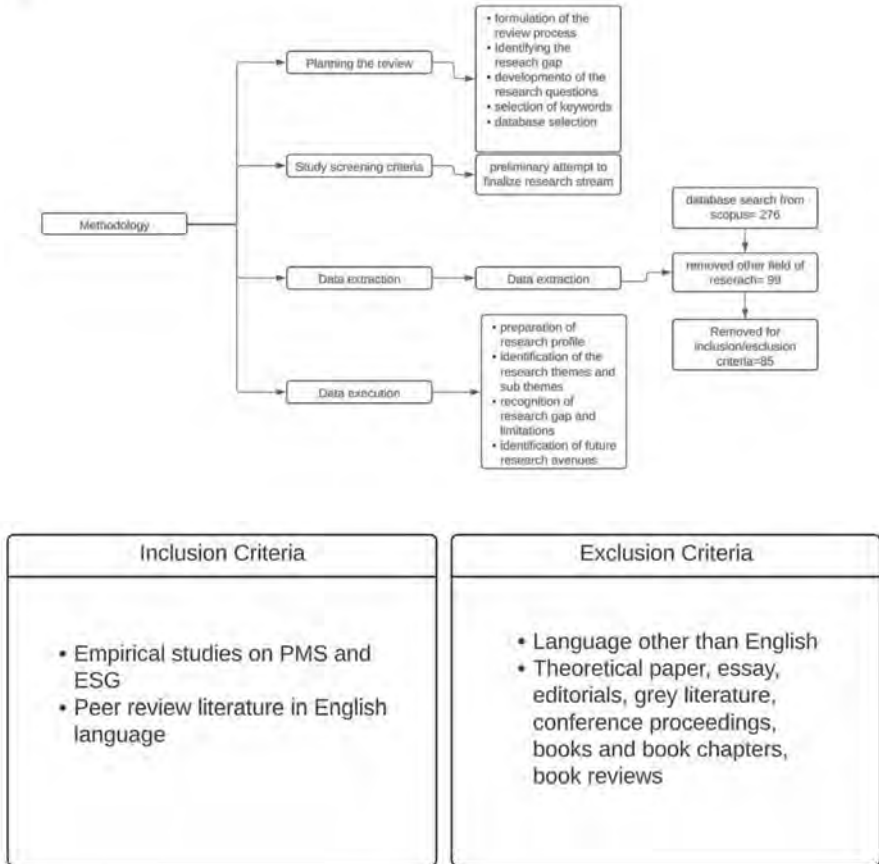 • formulation of the
review process
• Identifying the
reseach gap
• developmento of the
research questions
• selection of keywords
• database selection
Planning the review
Study screening criteria
preliminary attempt to
finalize research stream
Methodology
database search from
scopus= 276
Data extraction
Data extraction
removed other field of
reserach= 99
Removed for
inclusion/esclusion
criteria=85
Data execution
• preparation of
research profile
• identification of the
research themes and
sub themes
• recognition of
research gap and
limitations
• identification of future
research avenues
Inclusion Criteria
• Empirical studies on PMS and
ESG
• Peer review literature in English
language
Exclusion Criteria
• Language other than English
• Theoretical paper, essay,
editorials, grey literature,
conference proceedings,
books and book chapters,
book reviews